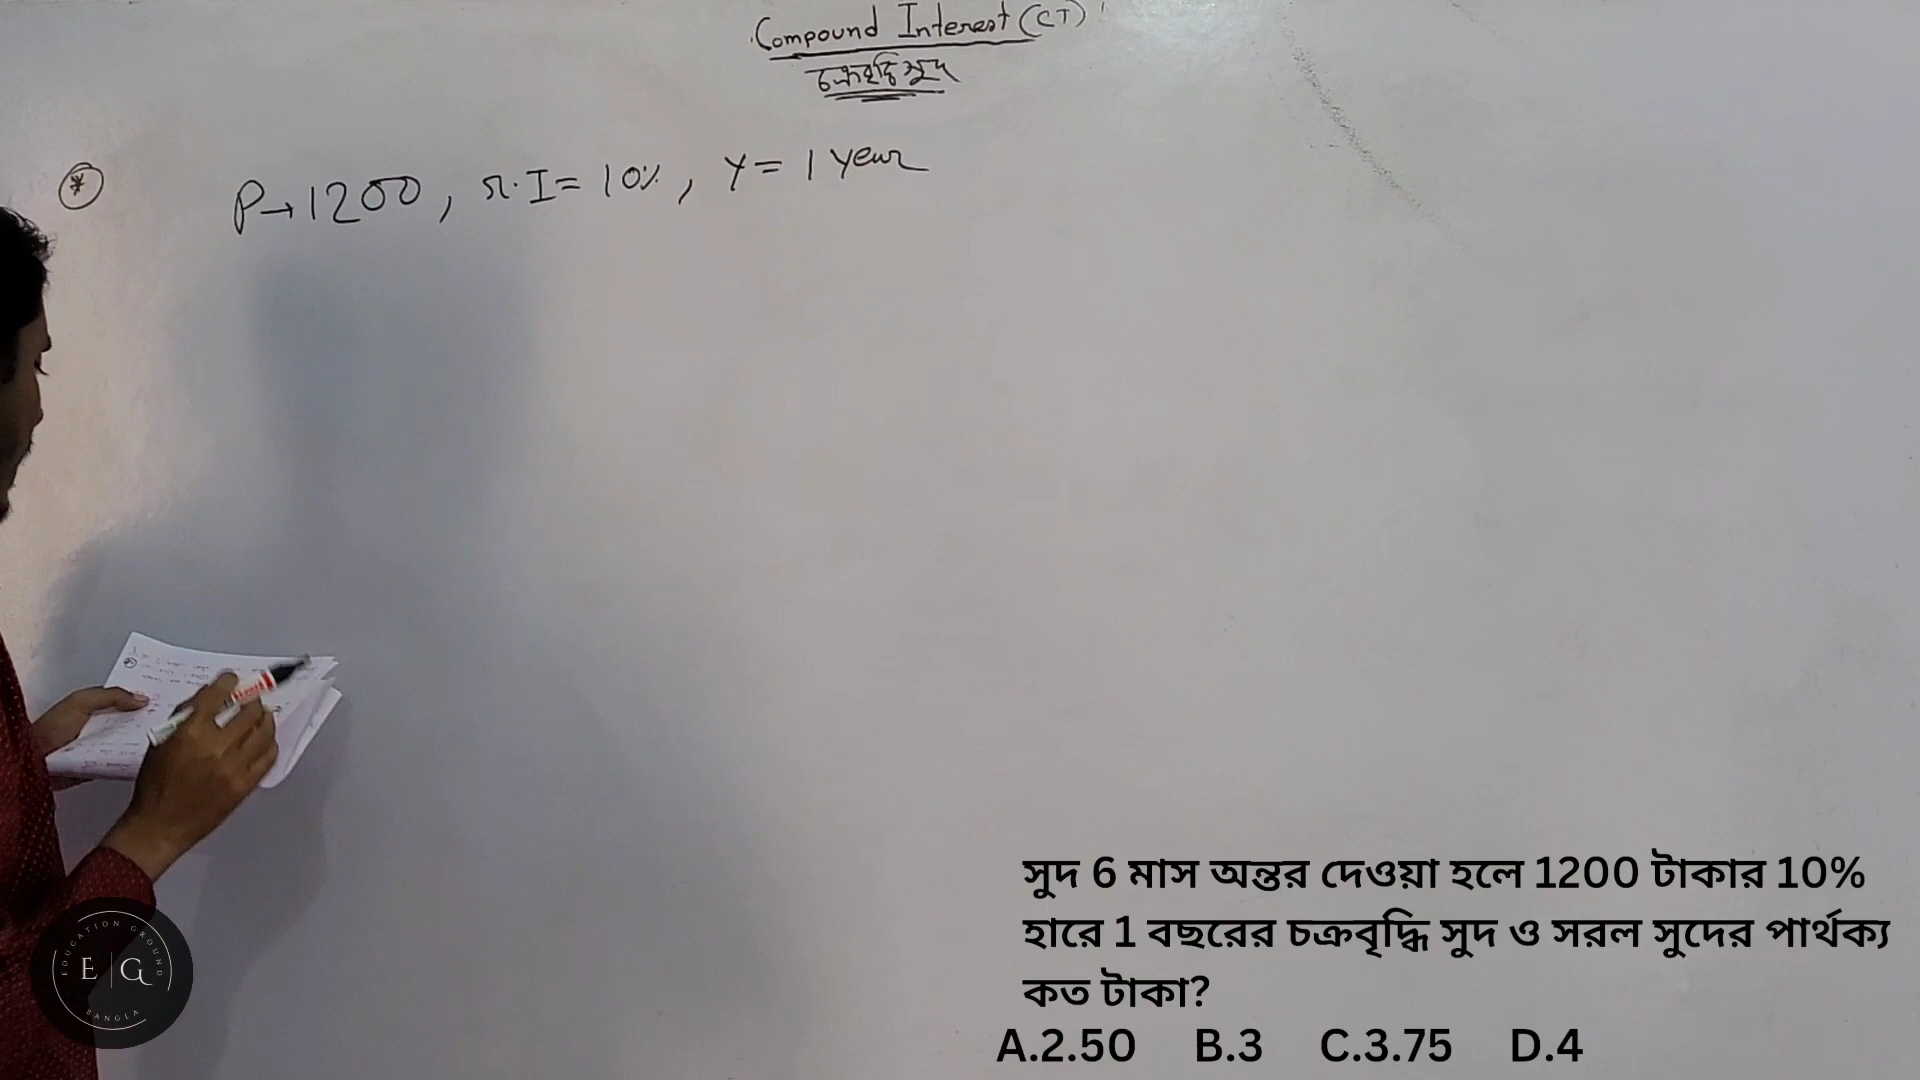 Compound Interest (CI)
চক্রবৃদ্ধি সুদ
* P→1200, r.I = 10%, Y = 1 year
সুদ 6 মাস অন্তর দেওয়া হলে 1200 টাকার 10%
হারে 1 বছরের চক্রবৃদ্ধি সুদ ও সরল সুদের পার্থক্য
কত টাকা?
A.2.50 B.3 C.3.75 D.4
EDUCATION GROUND
E|G
BANGLA